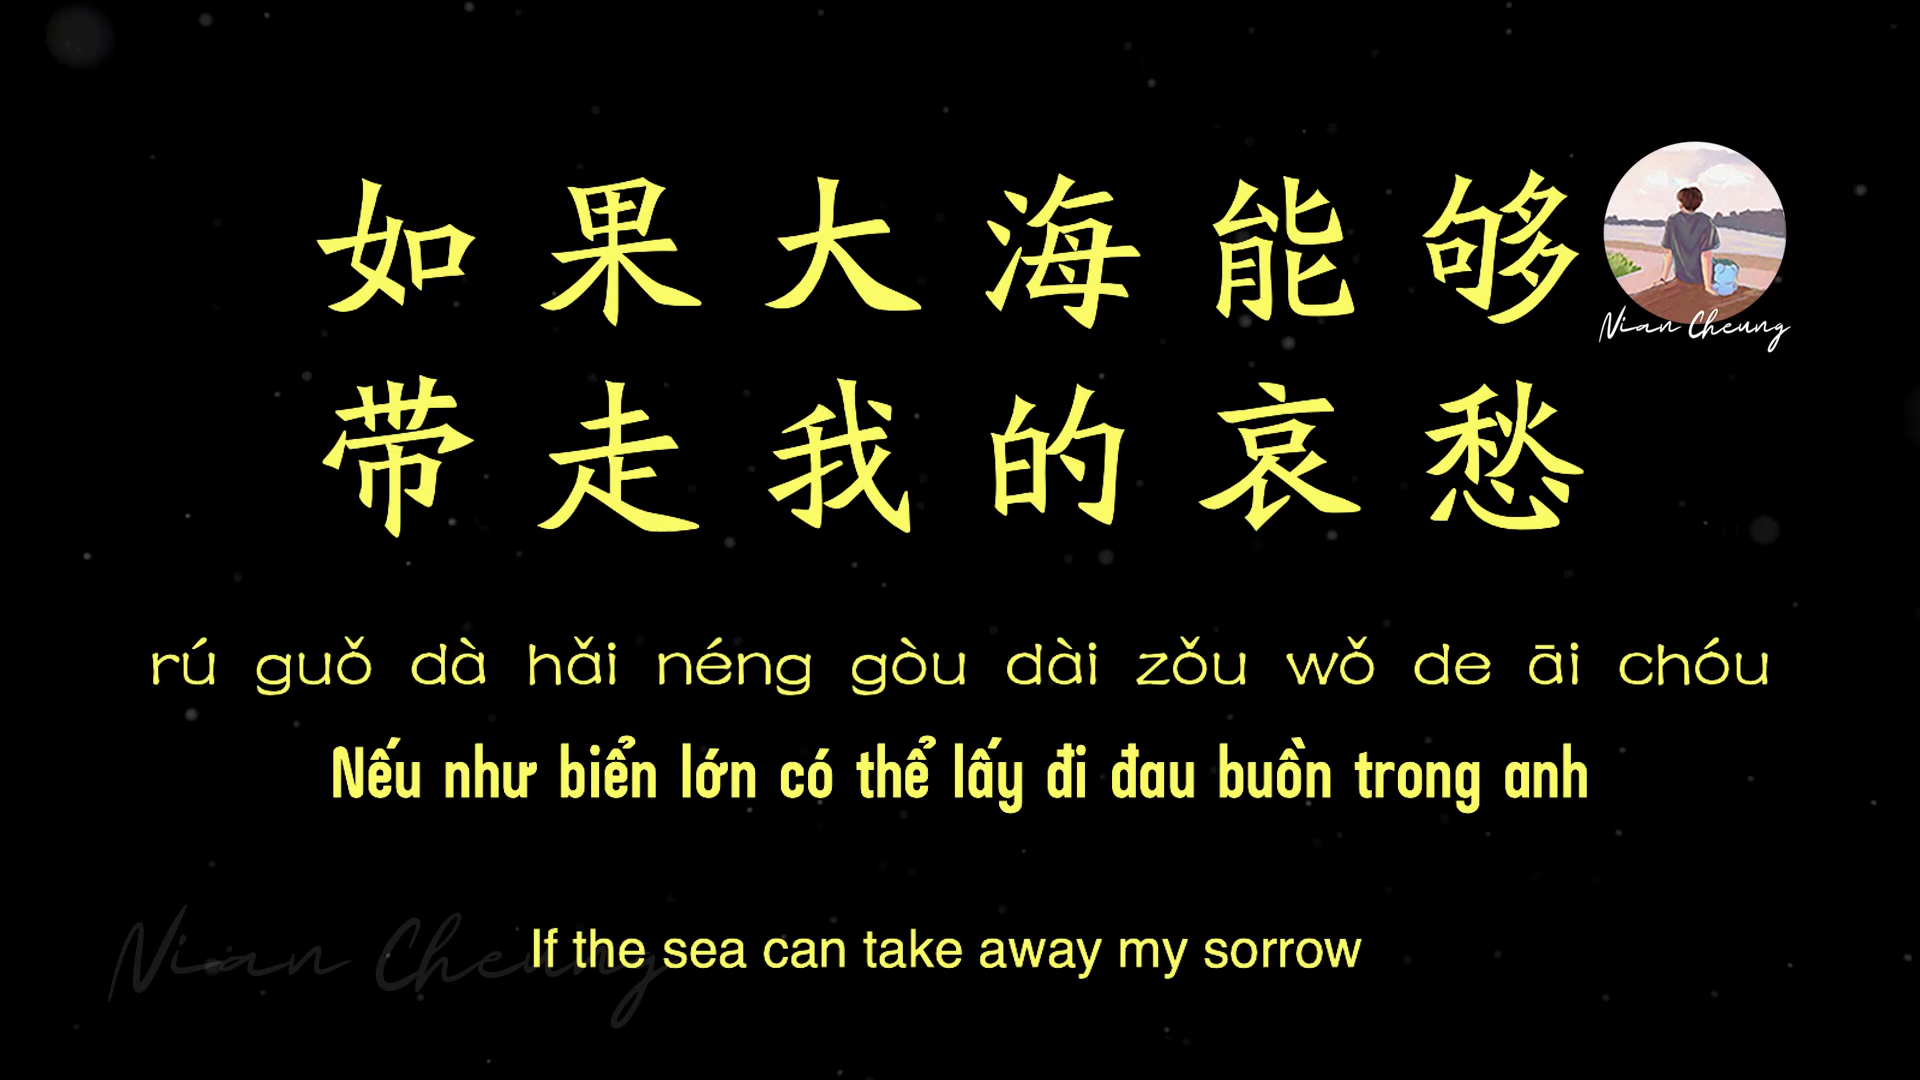 如果大海能够
Nian Cheung
带走我的哀愁
rú guǒ dà hǎi néng gòu dài zǒu wǒ de āi chóu
Nếu như biển lớn có thể lấy đi đau buồn trong anh
If the sea can take away my sorrow
Nian Cheung